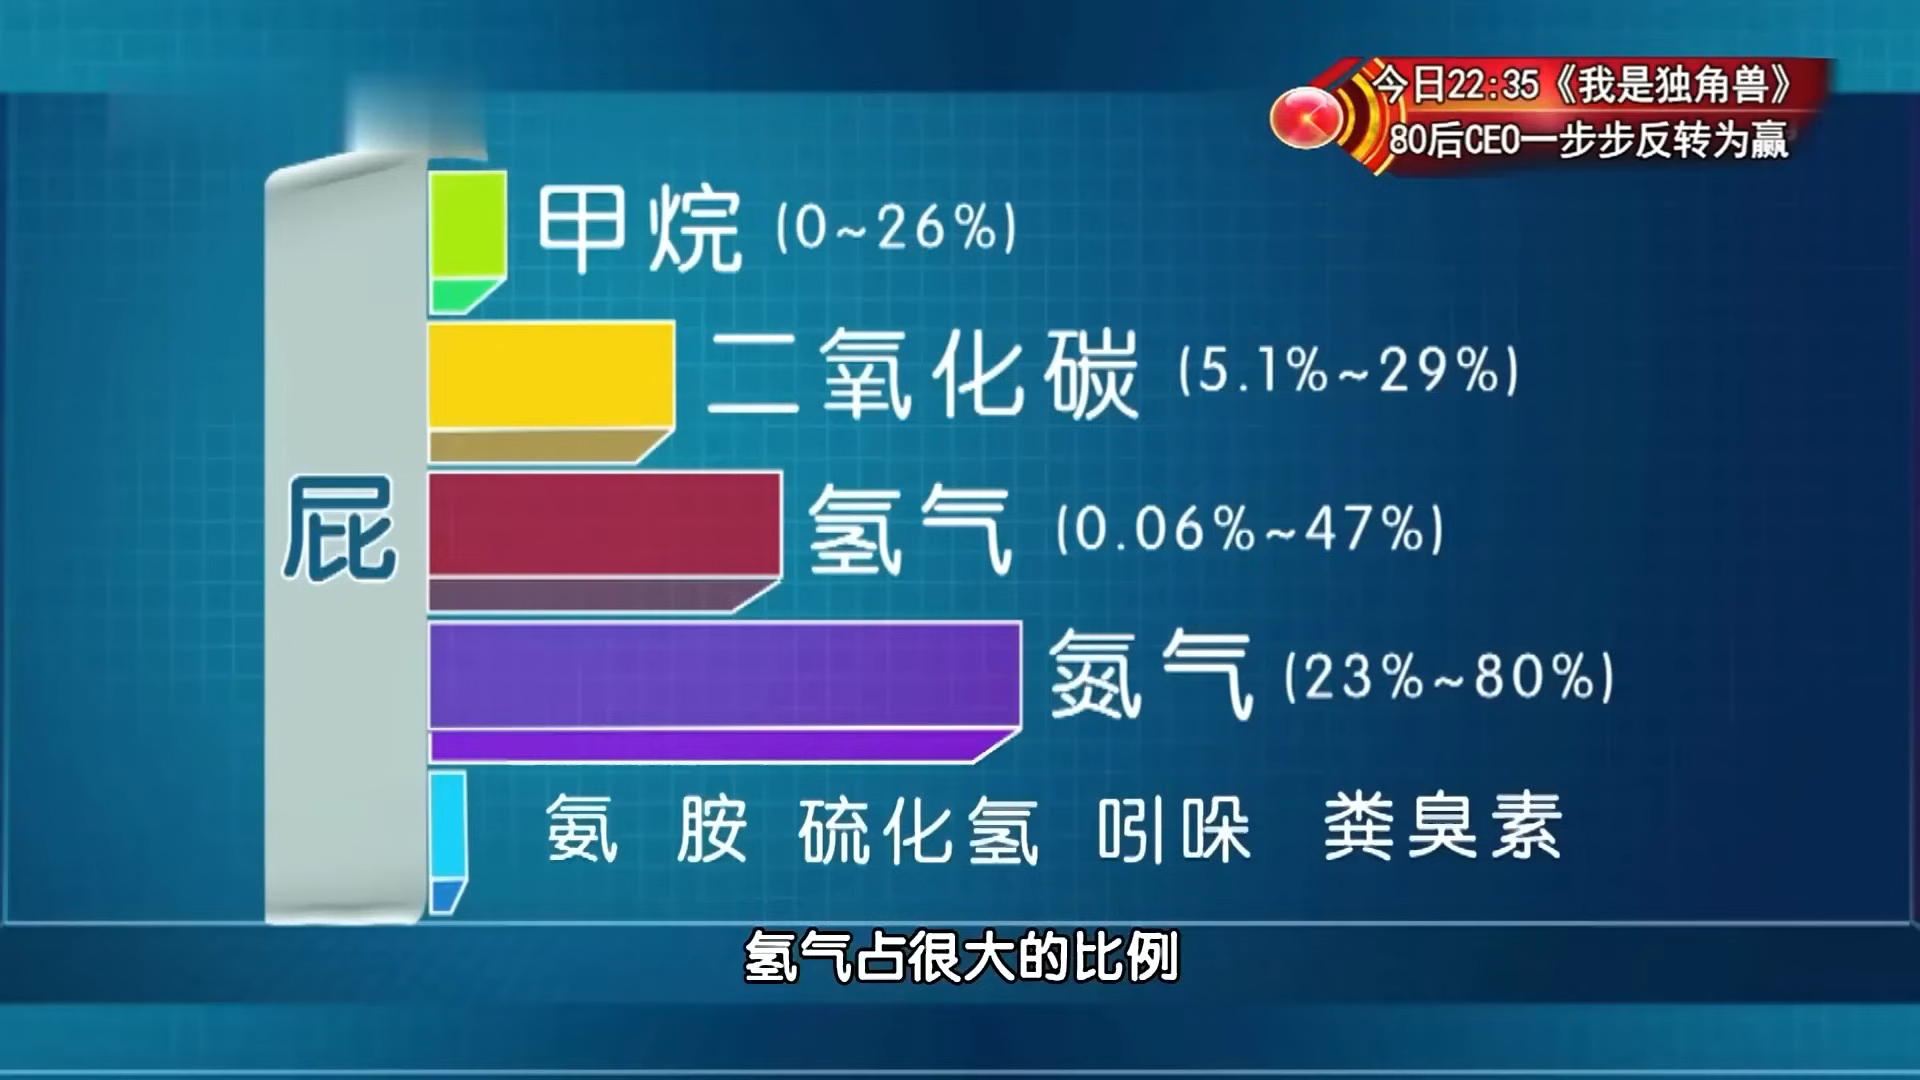 今日22:35《我是独角兽》
80后CEO一步步反转为赢
甲烷 (0~26%)
二氧化碳 (5.1%~29%)
屁
氢气 (0.06%~47%)
氮气 (23%~80%)
氨 胺 硫化氢 吲哚 粪臭素
氢气占很大的比例